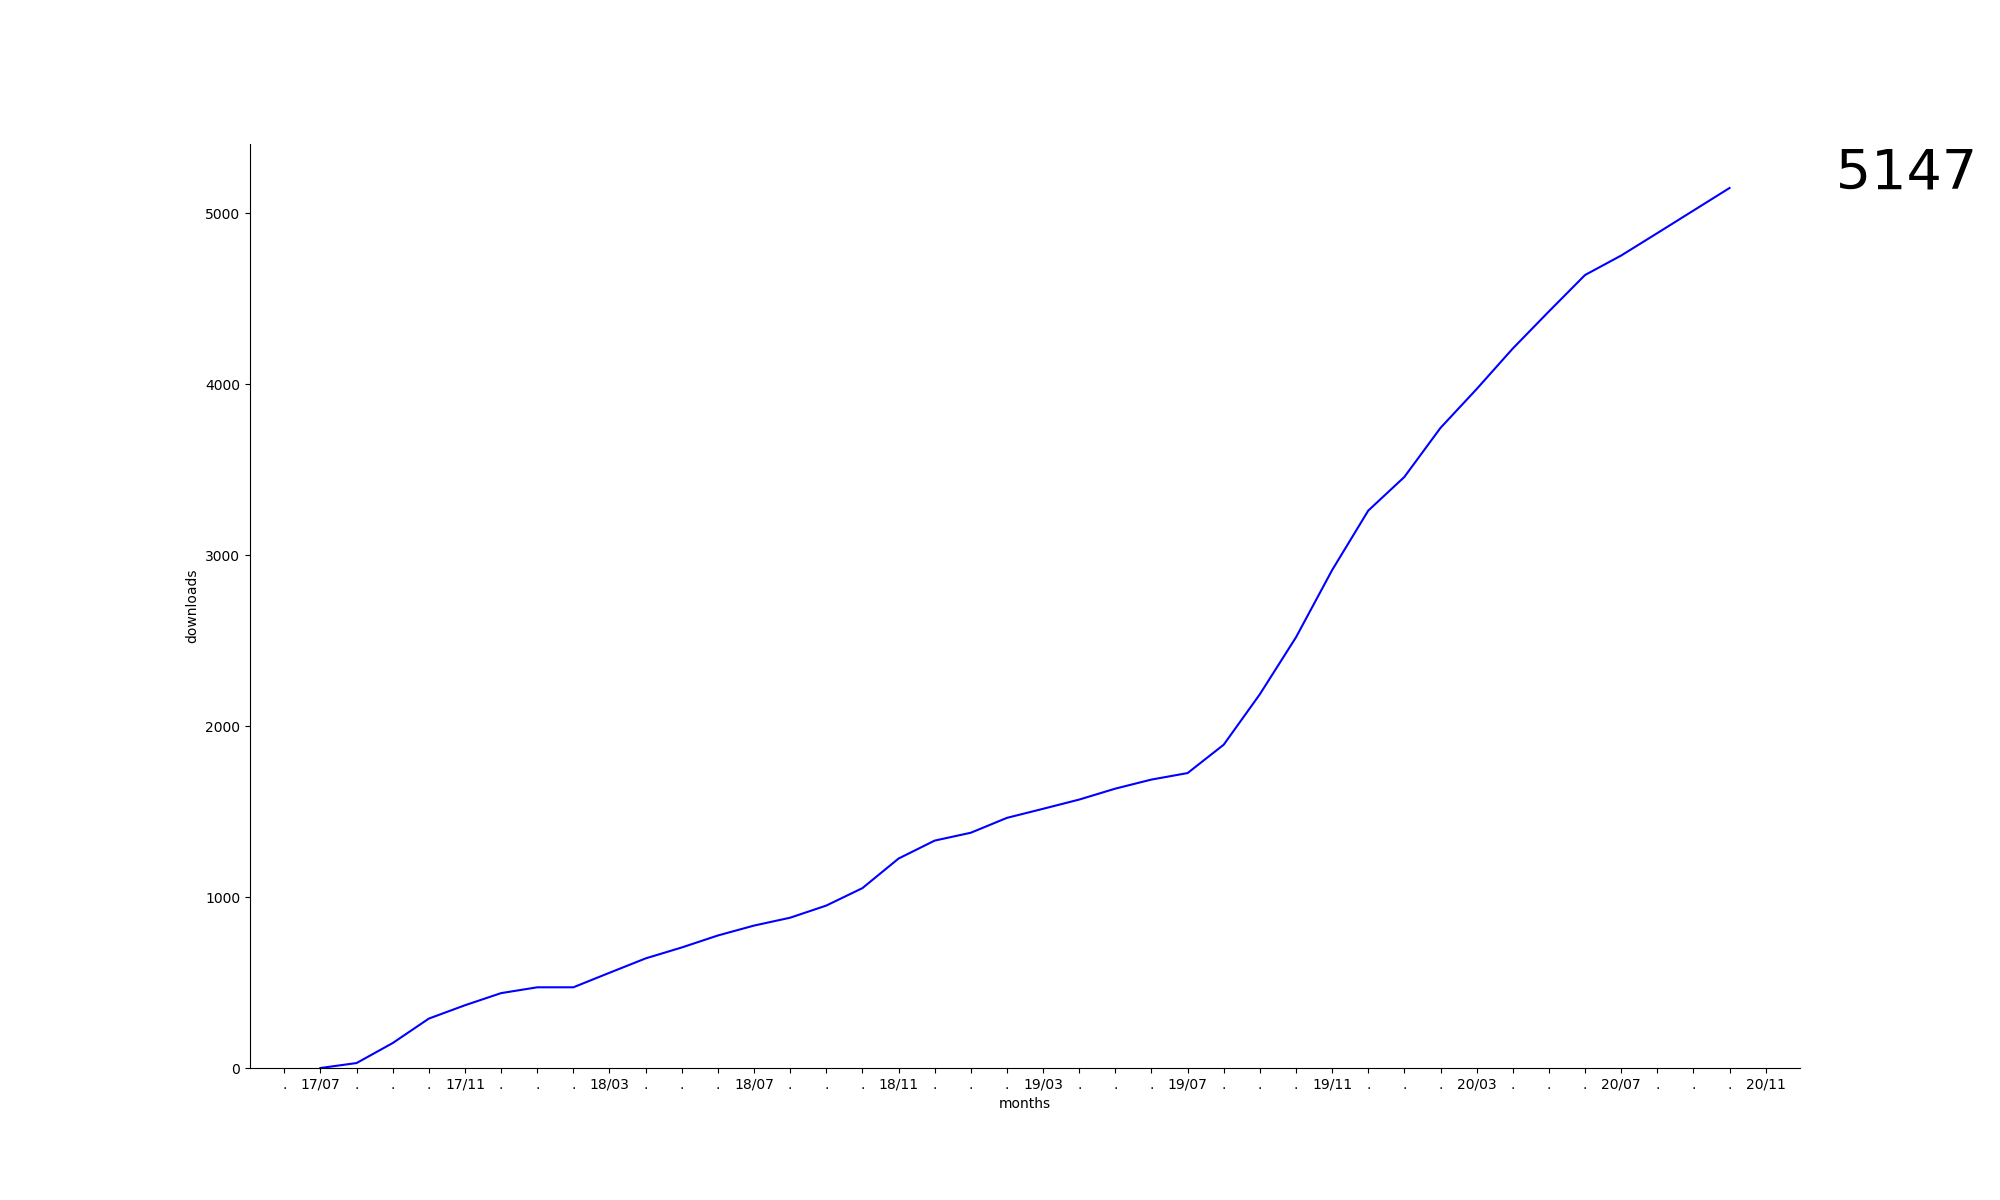 5147
5000
4000
3000
2000
1000
0
downloads
. 17/07 . . . 17/11 . . . 18/03 . . . 18/07 . . . 18/11 . . . 19/03 . . . 19/07 . . . 19/11 . . . 20/03 . . . 20/07 . . . 20/11
months